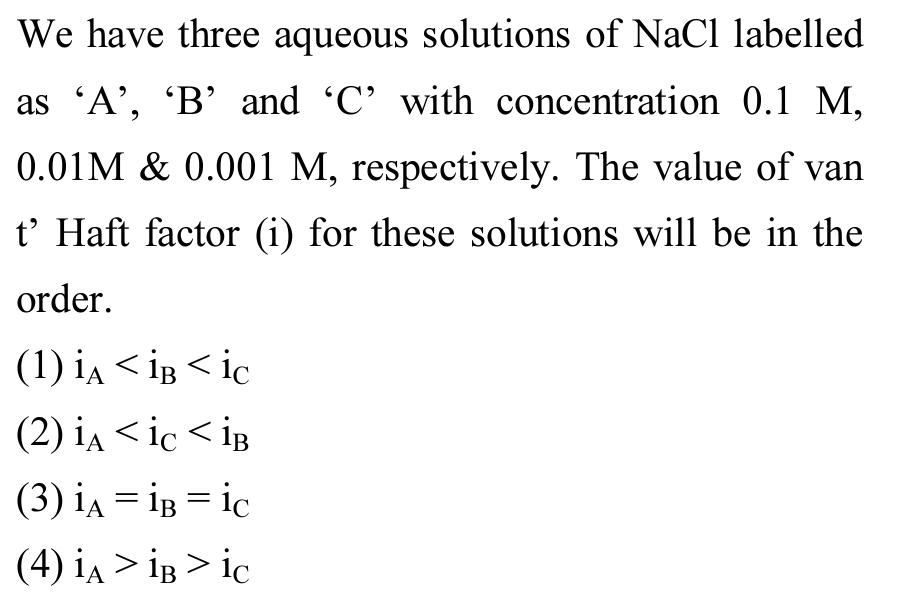 We have three aqueous solutions of NaCl labelled
as ‘A’, ‘B’ and ‘C’ with concentration 0.1 M,
0.01M & 0.001 M, respectively. The value of van
t’ Haft factor (i) for these solutions will be in the
order.
(1) i_A < i_B < i_C
(2) i_A < i_C < i_B
(3) i_A = i_B = i_C
(4) i_A > i_B > i_C